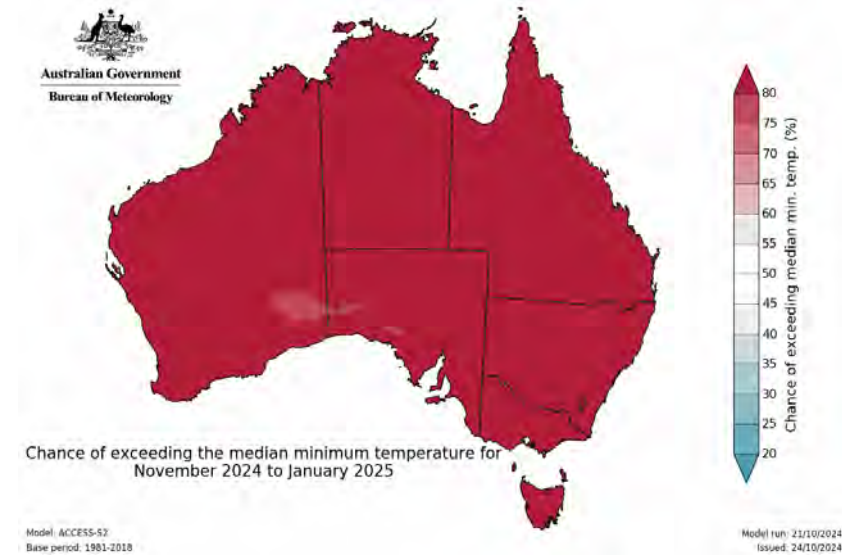 Australian Government
Bureau of Meteorology
80
75
70
65
60
55
50
45
40
35
30
25
20
Chance of exceeding median min. temp. (%)
Chance of exceeding the median minimum temperature for
November 2024 to January 2025
Model: ACCESS-S2
Base period: 1981-2018
Model run: 21/10/2024
Issued: 24/10/2024